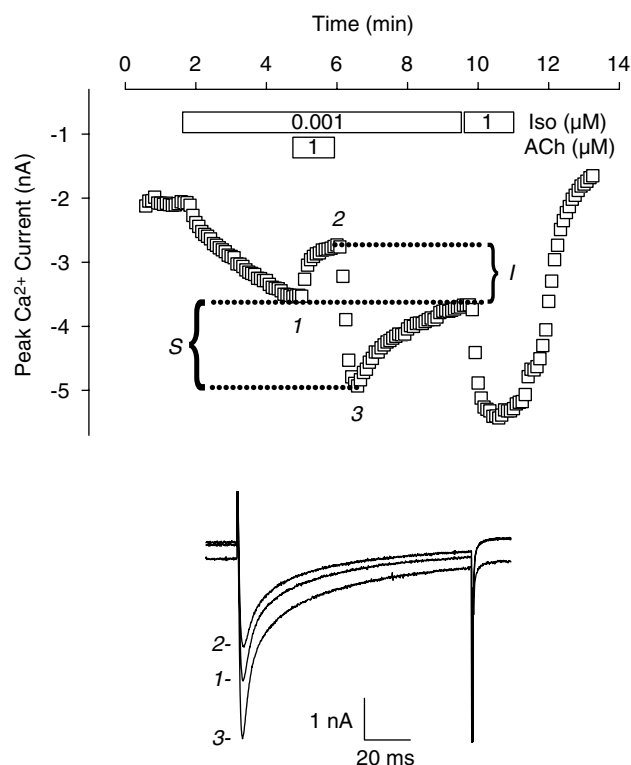 Time (min)
0 2 4 6 8 10 12 14
Peak Ca²⁺ Current (nA)
-1
-2
-3
-4
-5
0.001 1 Iso (µM)
1 ACh (µM)
2
I
1
S
3
2-
1-
3-
1 nA
20 ms